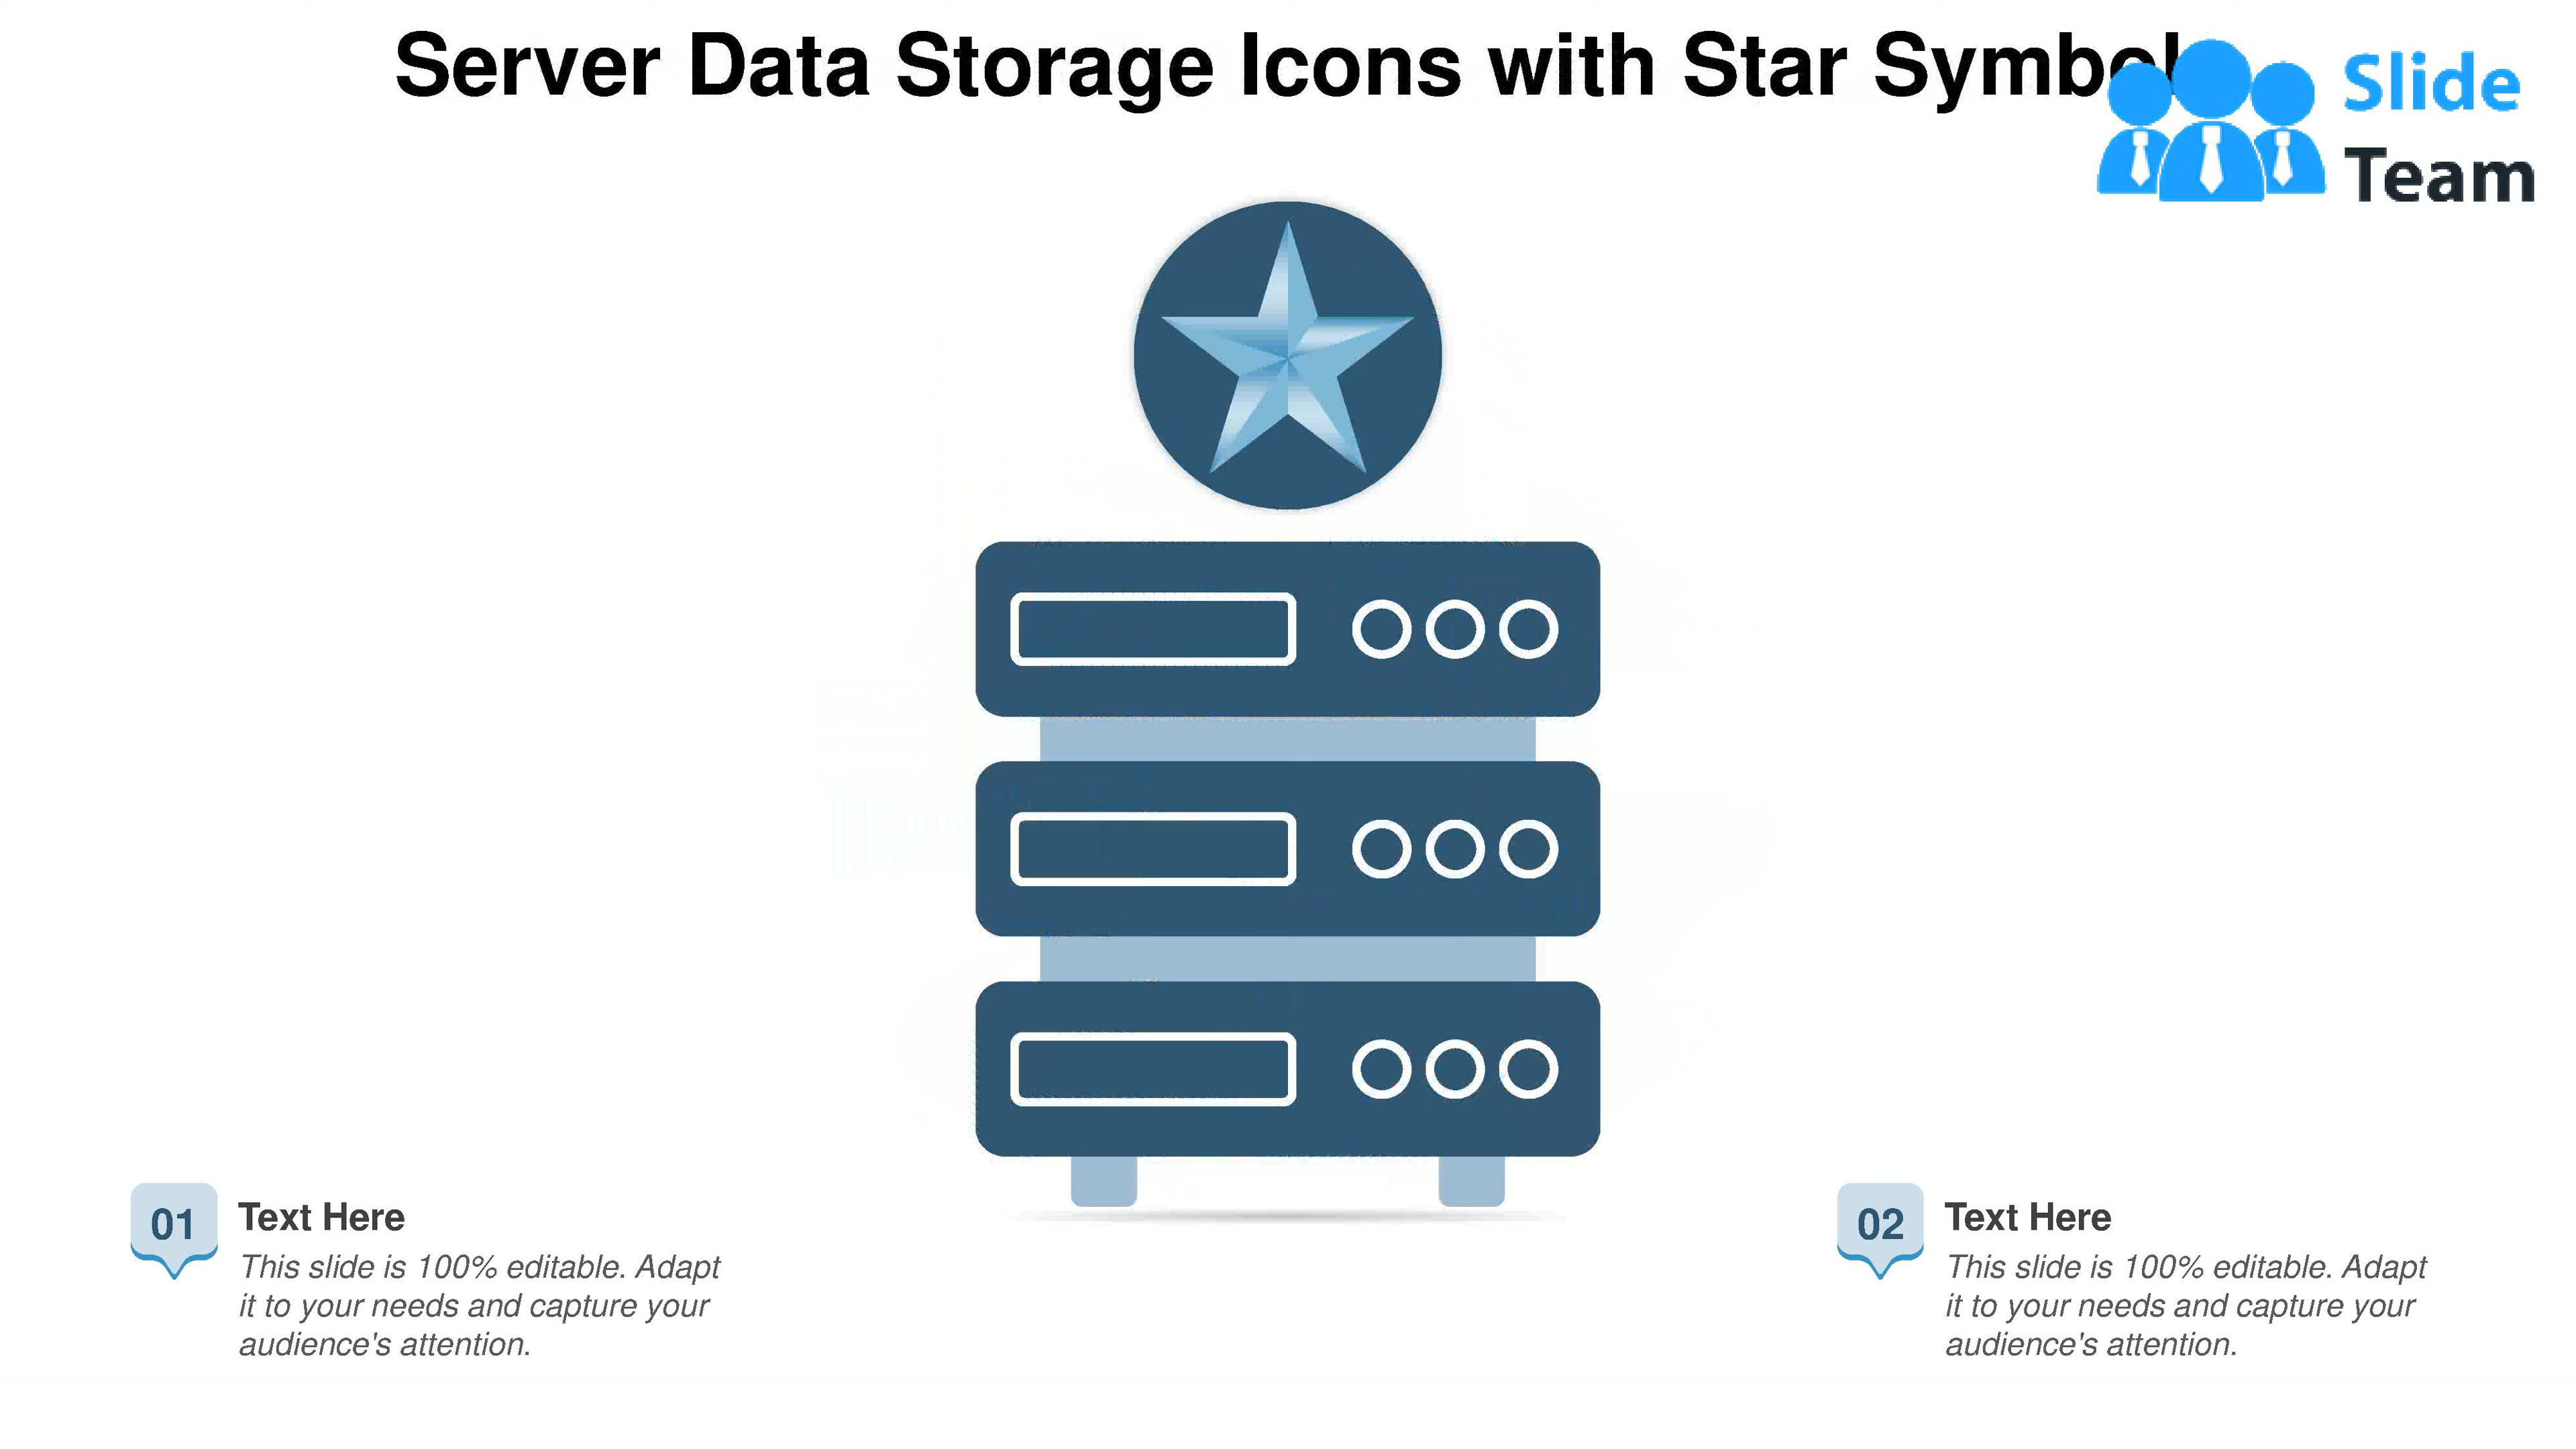 Server Data Storage Icons with Star Symbol
Slide
Team
01
Text Here
This slide is 100% editable. Adapt
it to your needs and capture your
audience's attention.
02
Text Here
This slide is 100% editable. Adapt
it to your needs and capture your
audience's attention.